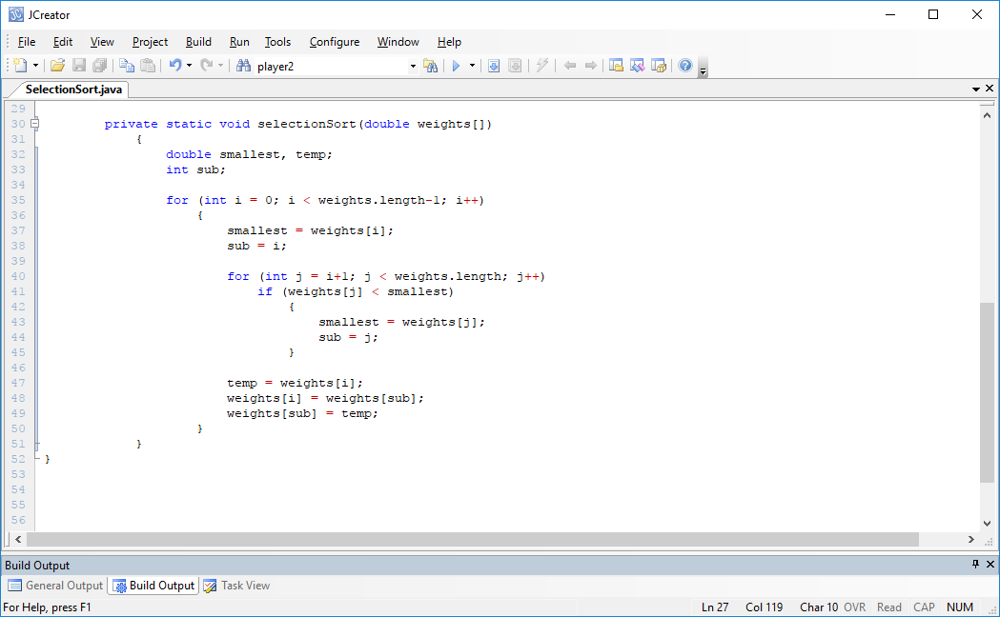 JCreator
File Edit View Project Build Run Tools Configure Window Help
player2
SelectionSort.java
29
30 private static void selectionSort(double weights[])
31 {
32 double smallest, temp;
33 int sub;
34
35 for (int i = 0; i < weights.length-1; i++)
36 {
37 smallest = weights[i];
38 sub = i;
39
40 for (int j = i+1; j < weights.length; j++)
41 if (weights[j] < smallest)
42 {
43 smallest = weights[j];
44 sub = j;
45 }
46
47 temp = weights[i];
48 weights[i] = weights[sub];
49 weights[sub] = temp;
50 }
51 }
52 }
53
54
55
56
Build Output
General Output Build Output Task View
For Help, press F1 Ln 27 Col 119 Char 10 OVR Read CAP NUM